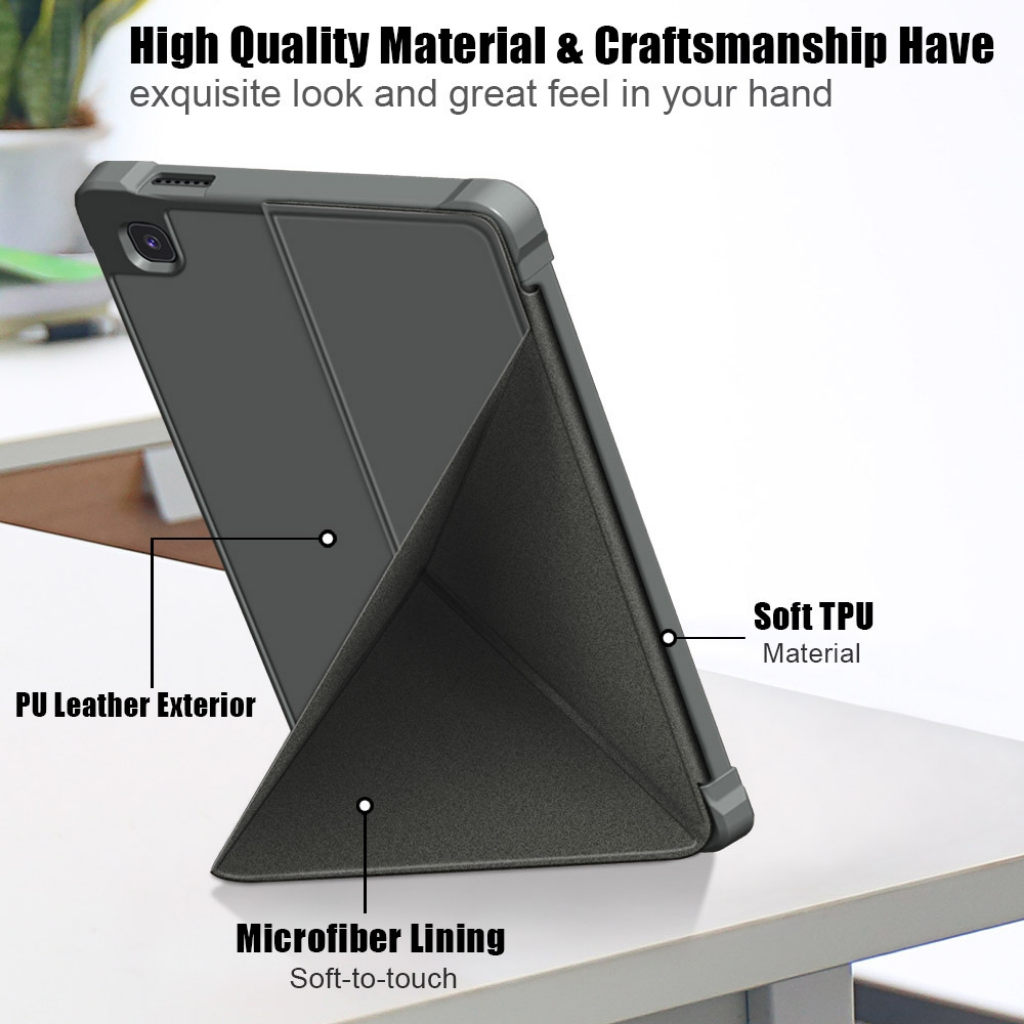 High Quality Material & Craftsmanship Have
exquisite look and great feel in your hand
Soft TPU
Material
PU Leather Exterior
Microfiber Lining
Soft-to-touch